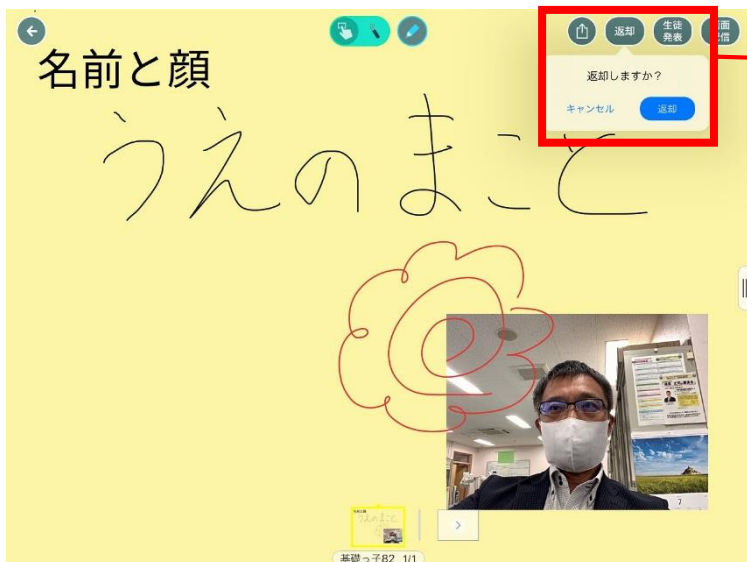 返却
生徒
発表
返却しますか?
キャンセル 返却
名前と顔
うえのまこと
基礎っ子82 1/1